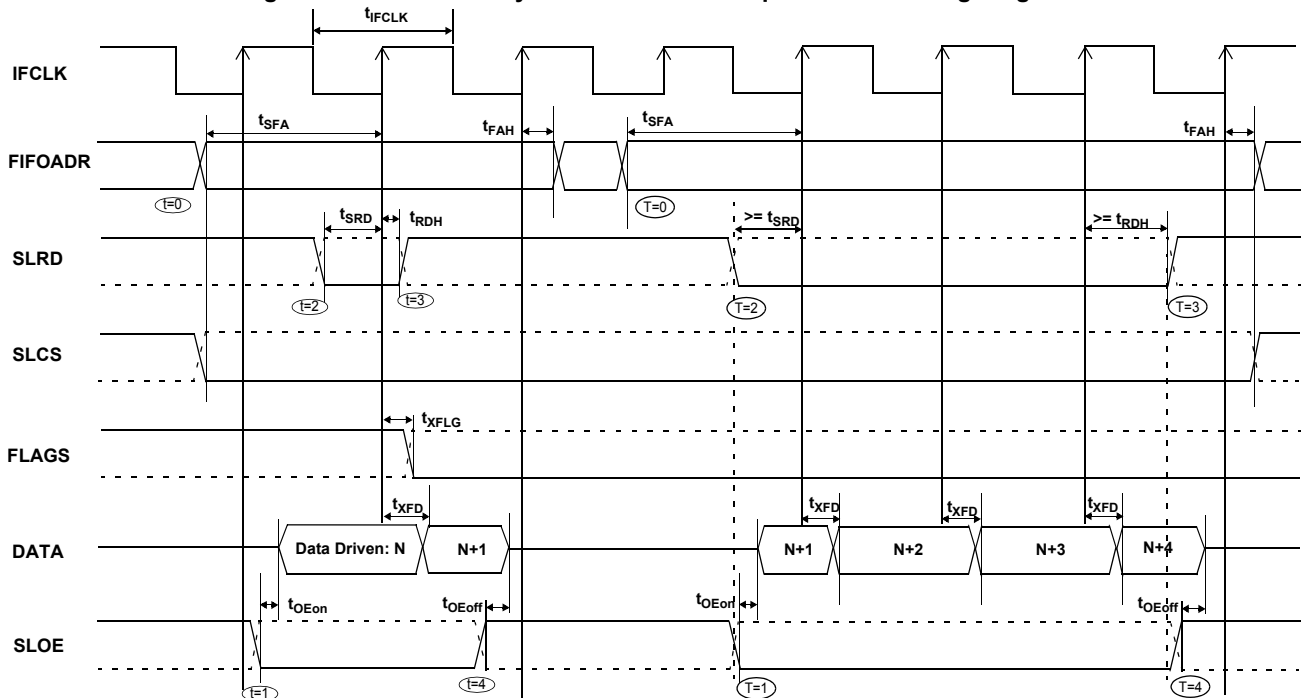 tIFCLK
IFCLK
tSFA
tFAH
tSFA
tFAH
FIFOADR
t=0
T=0
tSRD
tRDH
>= tSRD
>= tRDH
SLRD
t=2
t=3
T=2
T=3
SLCS
tXFLG
FLAGS
tXFD
tXFD
tXFD
tXFD
DATA
Data Driven: N
N+1
N+1
N+2
N+3
N+4
tOEon
tOEoff
tOEon
tOEoff
SLOE
t=1
t=4
T=1
T=4